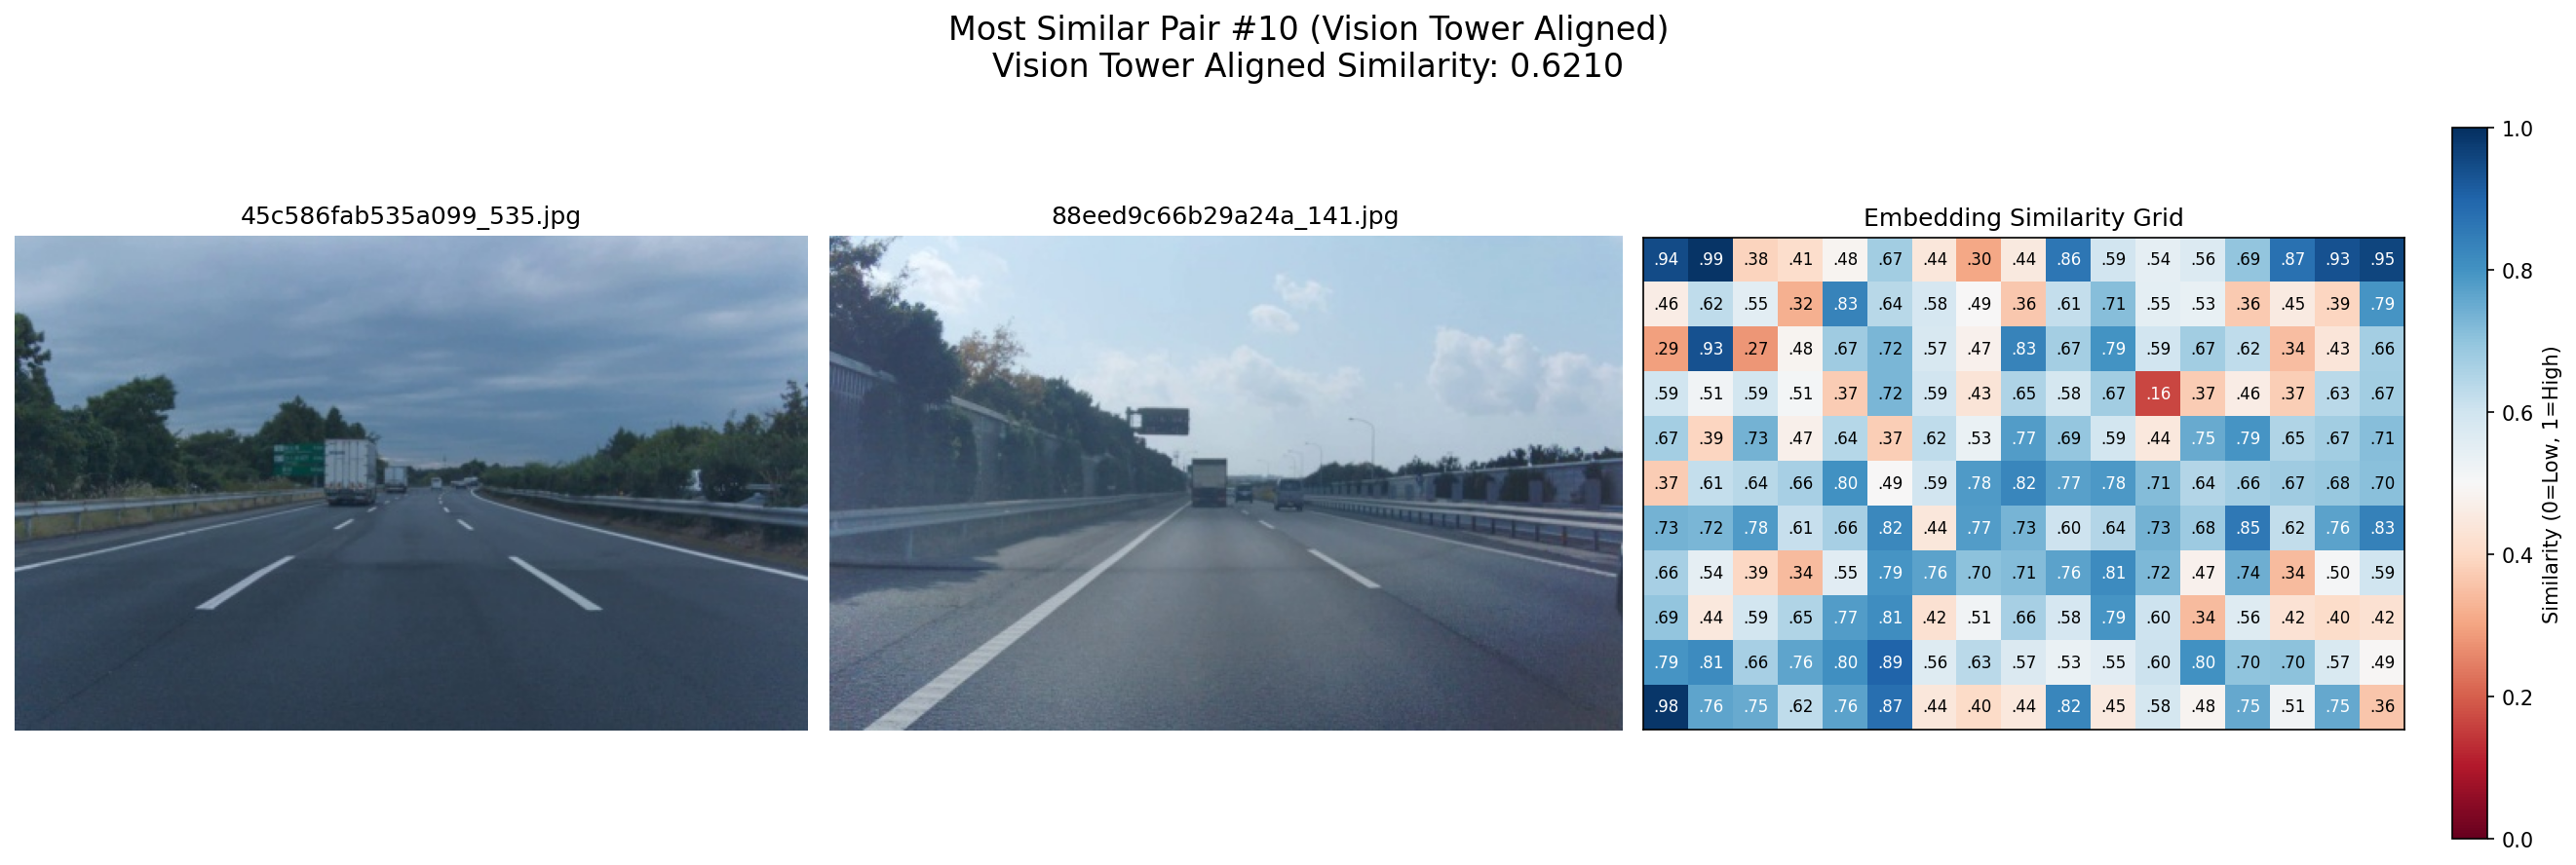 Most Similar Pair #10 (Vision Tower Aligned)
Vision Tower Aligned Similarity: 0.6210
45c586fab535a099_535.jpg
88eed9c66b29a24a_141.jpg
Embedding Similarity Grid
.94 .99 .38 .41 .48 .67 .44 .30 .44 .86 .59 .54 .56 .69 .87 .93 .95
.46 .62 .55 .32 .83 .64 .58 .49 .36 .61 .71 .55 .53 .36 .45 .39 .79
.29 .93 .27 .48 .67 .72 .57 .47 .83 .67 .79 .59 .67 .62 .34 .43 .66
.59 .51 .59 .51 .37 .72 .59 .43 .65 .58 .67 .16 .37 .46 .37 .63 .67
.67 .39 .73 .47 .64 .37 .62 .53 .77 .69 .59 .44 .75 .79 .65 .67 .71
.37 .61 .64 .66 .80 .49 .59 .78 .82 .77 .78 .71 .64 .66 .67 .68 .70
.73 .72 .78 .61 .66 .82 .44 .77 .73 .60 .64 .73 .68 .85 .62 .76 .83
.66 .54 .39 .34 .55 .79 .76 .70 .71 .76 .81 .72 .47 .74 .34 .50 .59
.69 .44 .59 .65 .77 .81 .42 .51 .66 .58 .79 .60 .34 .56 .42 .40 .42
.79 .81 .66 .76 .80 .89 .56 .63 .57 .53 .55 .60 .80 .70 .70 .57 .49
.98 .76 .75 .62 .76 .87 .44 .40 .44 .82 .45 .58 .48 .75 .51 .75 .36
1.0
0.8
0.6
0.4
0.2
0.0
Similarity (0=Low, 1=High)